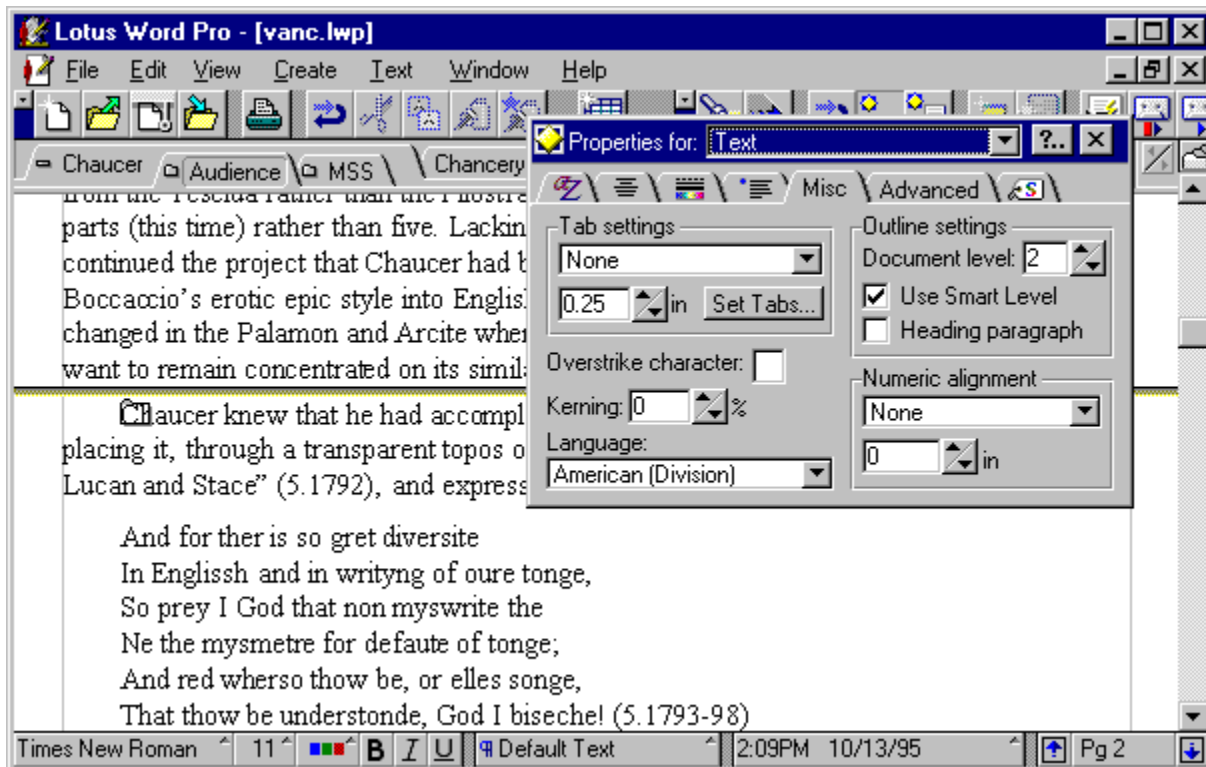 Lotus Word Pro - [vanc.lwp]
File Edit View Create Text Window Help
Properties for: Text ?..
Chaucer Audience MSS Chancery
Misc Advanced
from the Teseida rather than the
parts (this time) rather than five. Lackin
continued the project that Chaucer had b
Boccaccio's erotic epic style into Englis
changed in the Palamon and Arcite wher
want to remain concentrated on its simil
Chaucer knew that he had accompl
placing it, through a transparent topos o
Lucan and Stace” (5.1792), and express
Tab settings
None
0.25 in Set Tabs...
Overstrike character:
Kerning: 0 %
Language:
American (Division)
Outline settings
Document level: 2
Use Smart Level
Heading paragraph
Numeric alignment
None
0 in
And for ther is so gret diversite
In Englissh and in writyng of oure tonge,
So prey I God that non myswrite the
Ne the mysmetre for defaute of tonge;
And red wherso thow be, or elles songe,
That thow be understonde, God I biseche! (5.1793-98)
Times New Roman 11 B I U ¶ Default Text 2:09PM 10/13/95 Pg 2